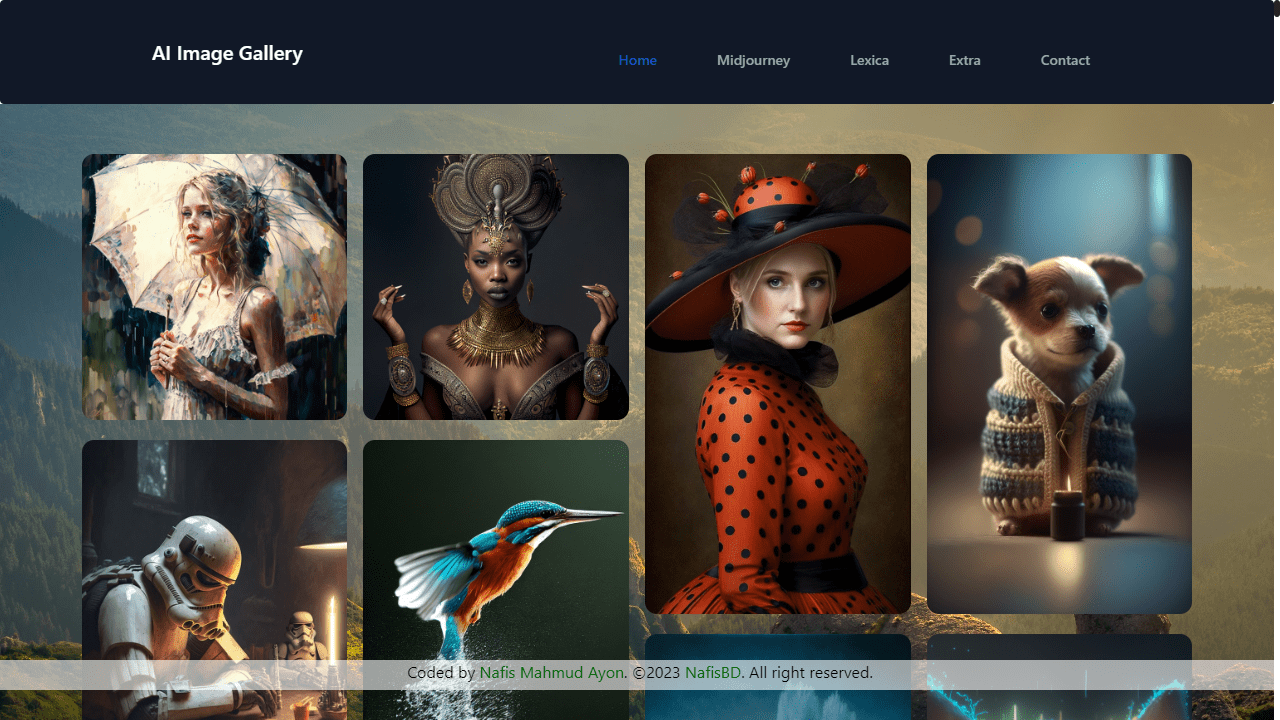 AI Image Gallery
Home Midjourney Lexica Extra Contact
Coded by Nafis Mahmud Ayon. ©2023 NafisBD. All right reserved.